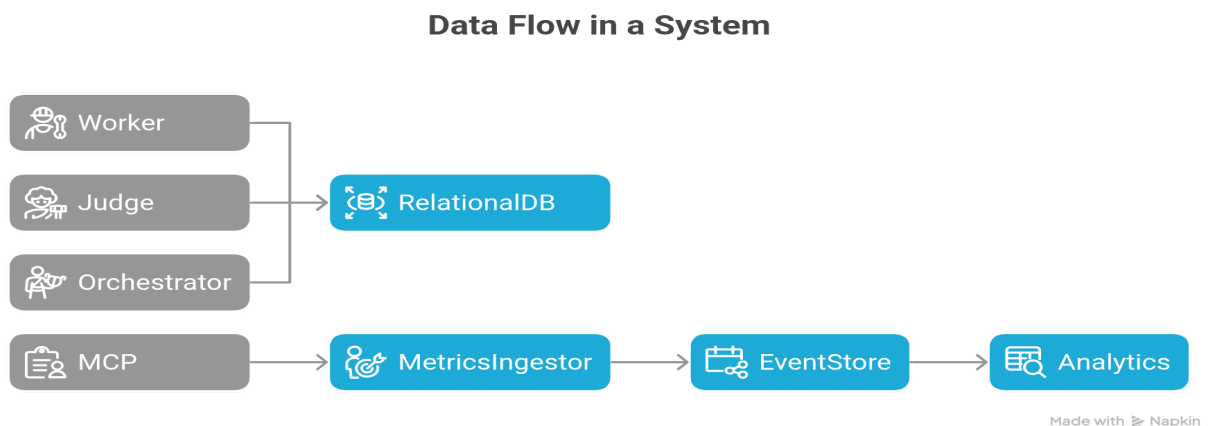 Data Flow in a System
Worker
Judge
RelationalDB
Orchestrator
MCP
MetricsIngestor
EventStore
Analytics
Made with Napkin